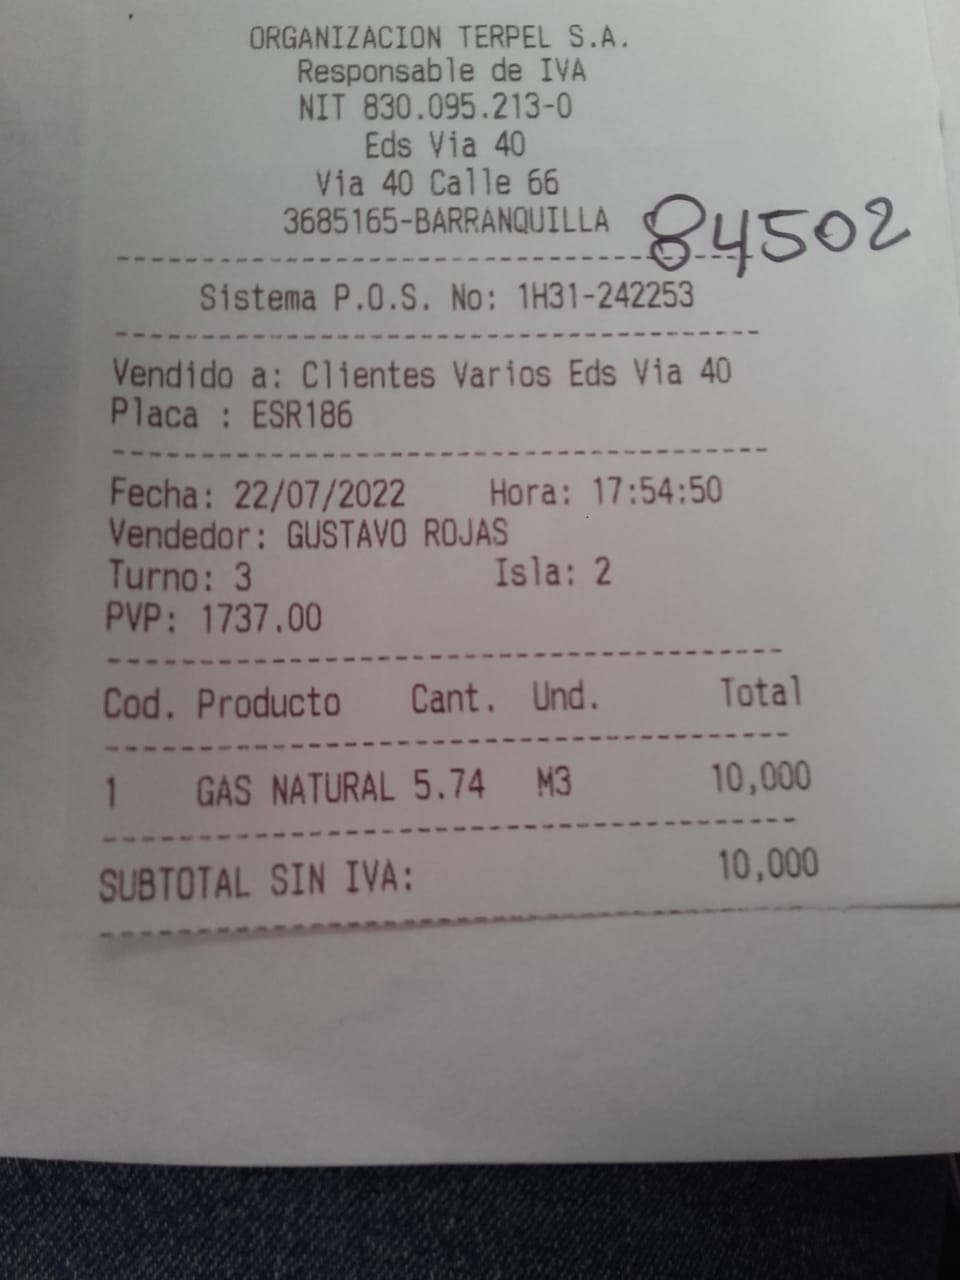 ORGANIZACION TERPEL S.A.
Responsable de IVA
NIT 830.095.213-0
Eds Via 40
Via 40 Calle 66
3685165-BARRANQUILLA 84502
Sistema P.O.S. No: 1H31-242253
Vendido a: Clientes Varios Eds Via 40
Placa : ESR186
Fecha: 22/07/2022 Hora: 17:54:50
Vendedor: GUSTAVO ROJAS
Turno: 3 Isla: 2
PVP: 1737.00
Cod. Producto Cant. Und. Total
1 GAS NATURAL 5.74 M3 10,000
SUBTOTAL SIN IVA: 10,000